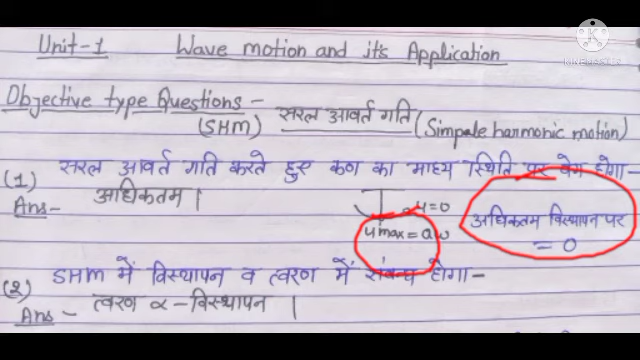 Unit-1 Wave motion and its Application
Objective type Questions - सरल आवर्त गति
(SHM) (Simpale harmonic motion)
(1) सरल आवर्त गति करते हुए कण का माध्य स्थिति पर वेग होगा-
Ans- अधिकतम |
y=0
umax = aω
अधिकतम विस्थापन पर
= 0
(2) SHM में विस्थापन व त्वरण में संबन्ध होगा-
Ans- त्वरण ∝ -विस्थापन |